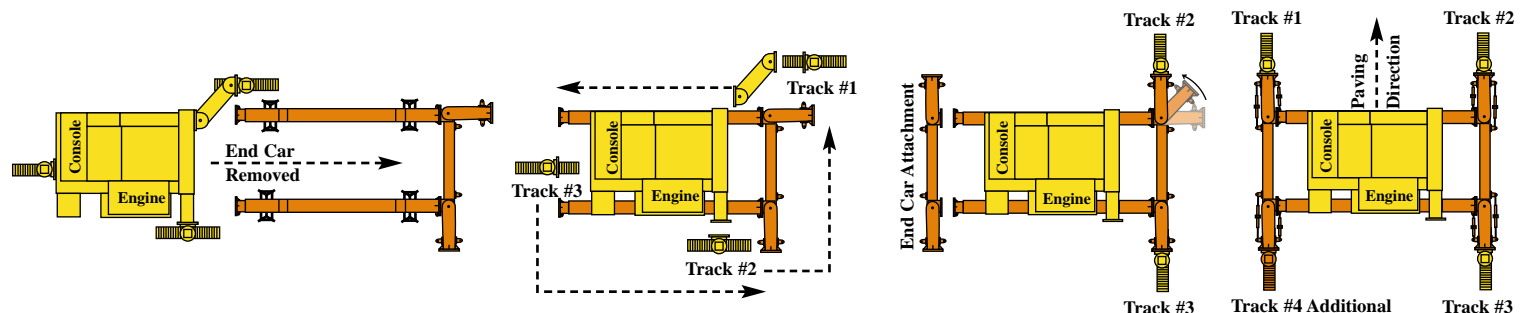 Console
Engine
End Car
Removed
Track #1
Console
Engine
Track #3
Track #2
End Car Attachment
Track #2
Console
Engine
Track #3
Track #1
Track #2
Paving
Direction
Console
Engine
Track #4 Additional
Track #3